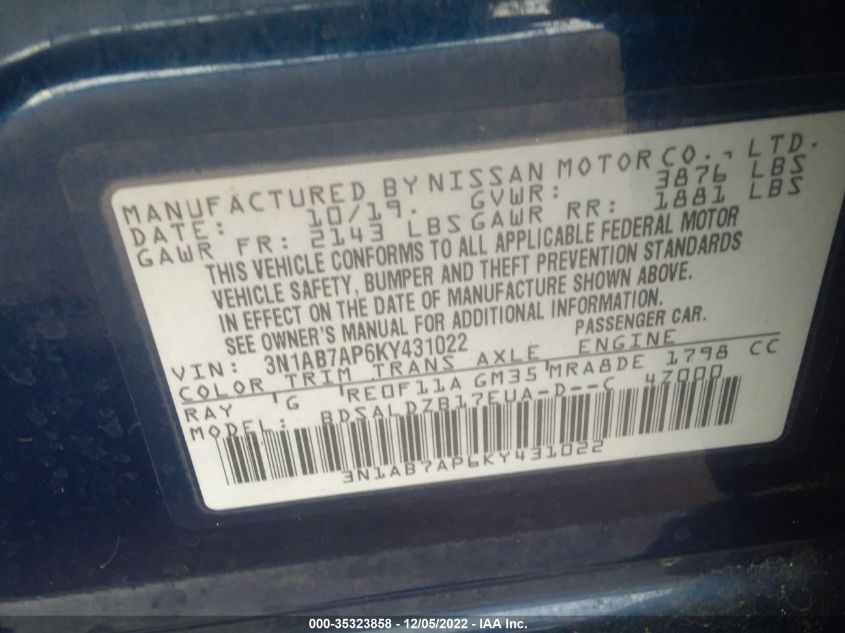 MANUFACTURED BY NISSAN MOTOR CO., LTD.
DATE: 10/19. GVWR: 3876 LBS
GAWR FR: 2143 LBS GAWR RR: 1881 LBS
THIS VEHICLE CONFORMS TO ALL APPLICABLE FEDERAL MOTOR
VEHICLE SAFETY, BUMPER AND THEFT PREVENTION STANDARDS
IN EFFECT ON THE DATE OF MANUFACTURE SHOWN ABOVE.
SEE OWNER'S MANUAL FOR ADDITIONAL INFORMATION.
VIN: 3N1AB7AP6KY431022 PASSENGER CAR.
COLOR TRIM TRANS AXLE ENGINE
RAY G RE0F11A GM35 MRA8DE 1798 CC
MODEL: BDSALDZB17EUA-D--C 4Z000
3N1AB7AP6KY431022
000-35323858 - 12/05/2022 - IAA Inc.